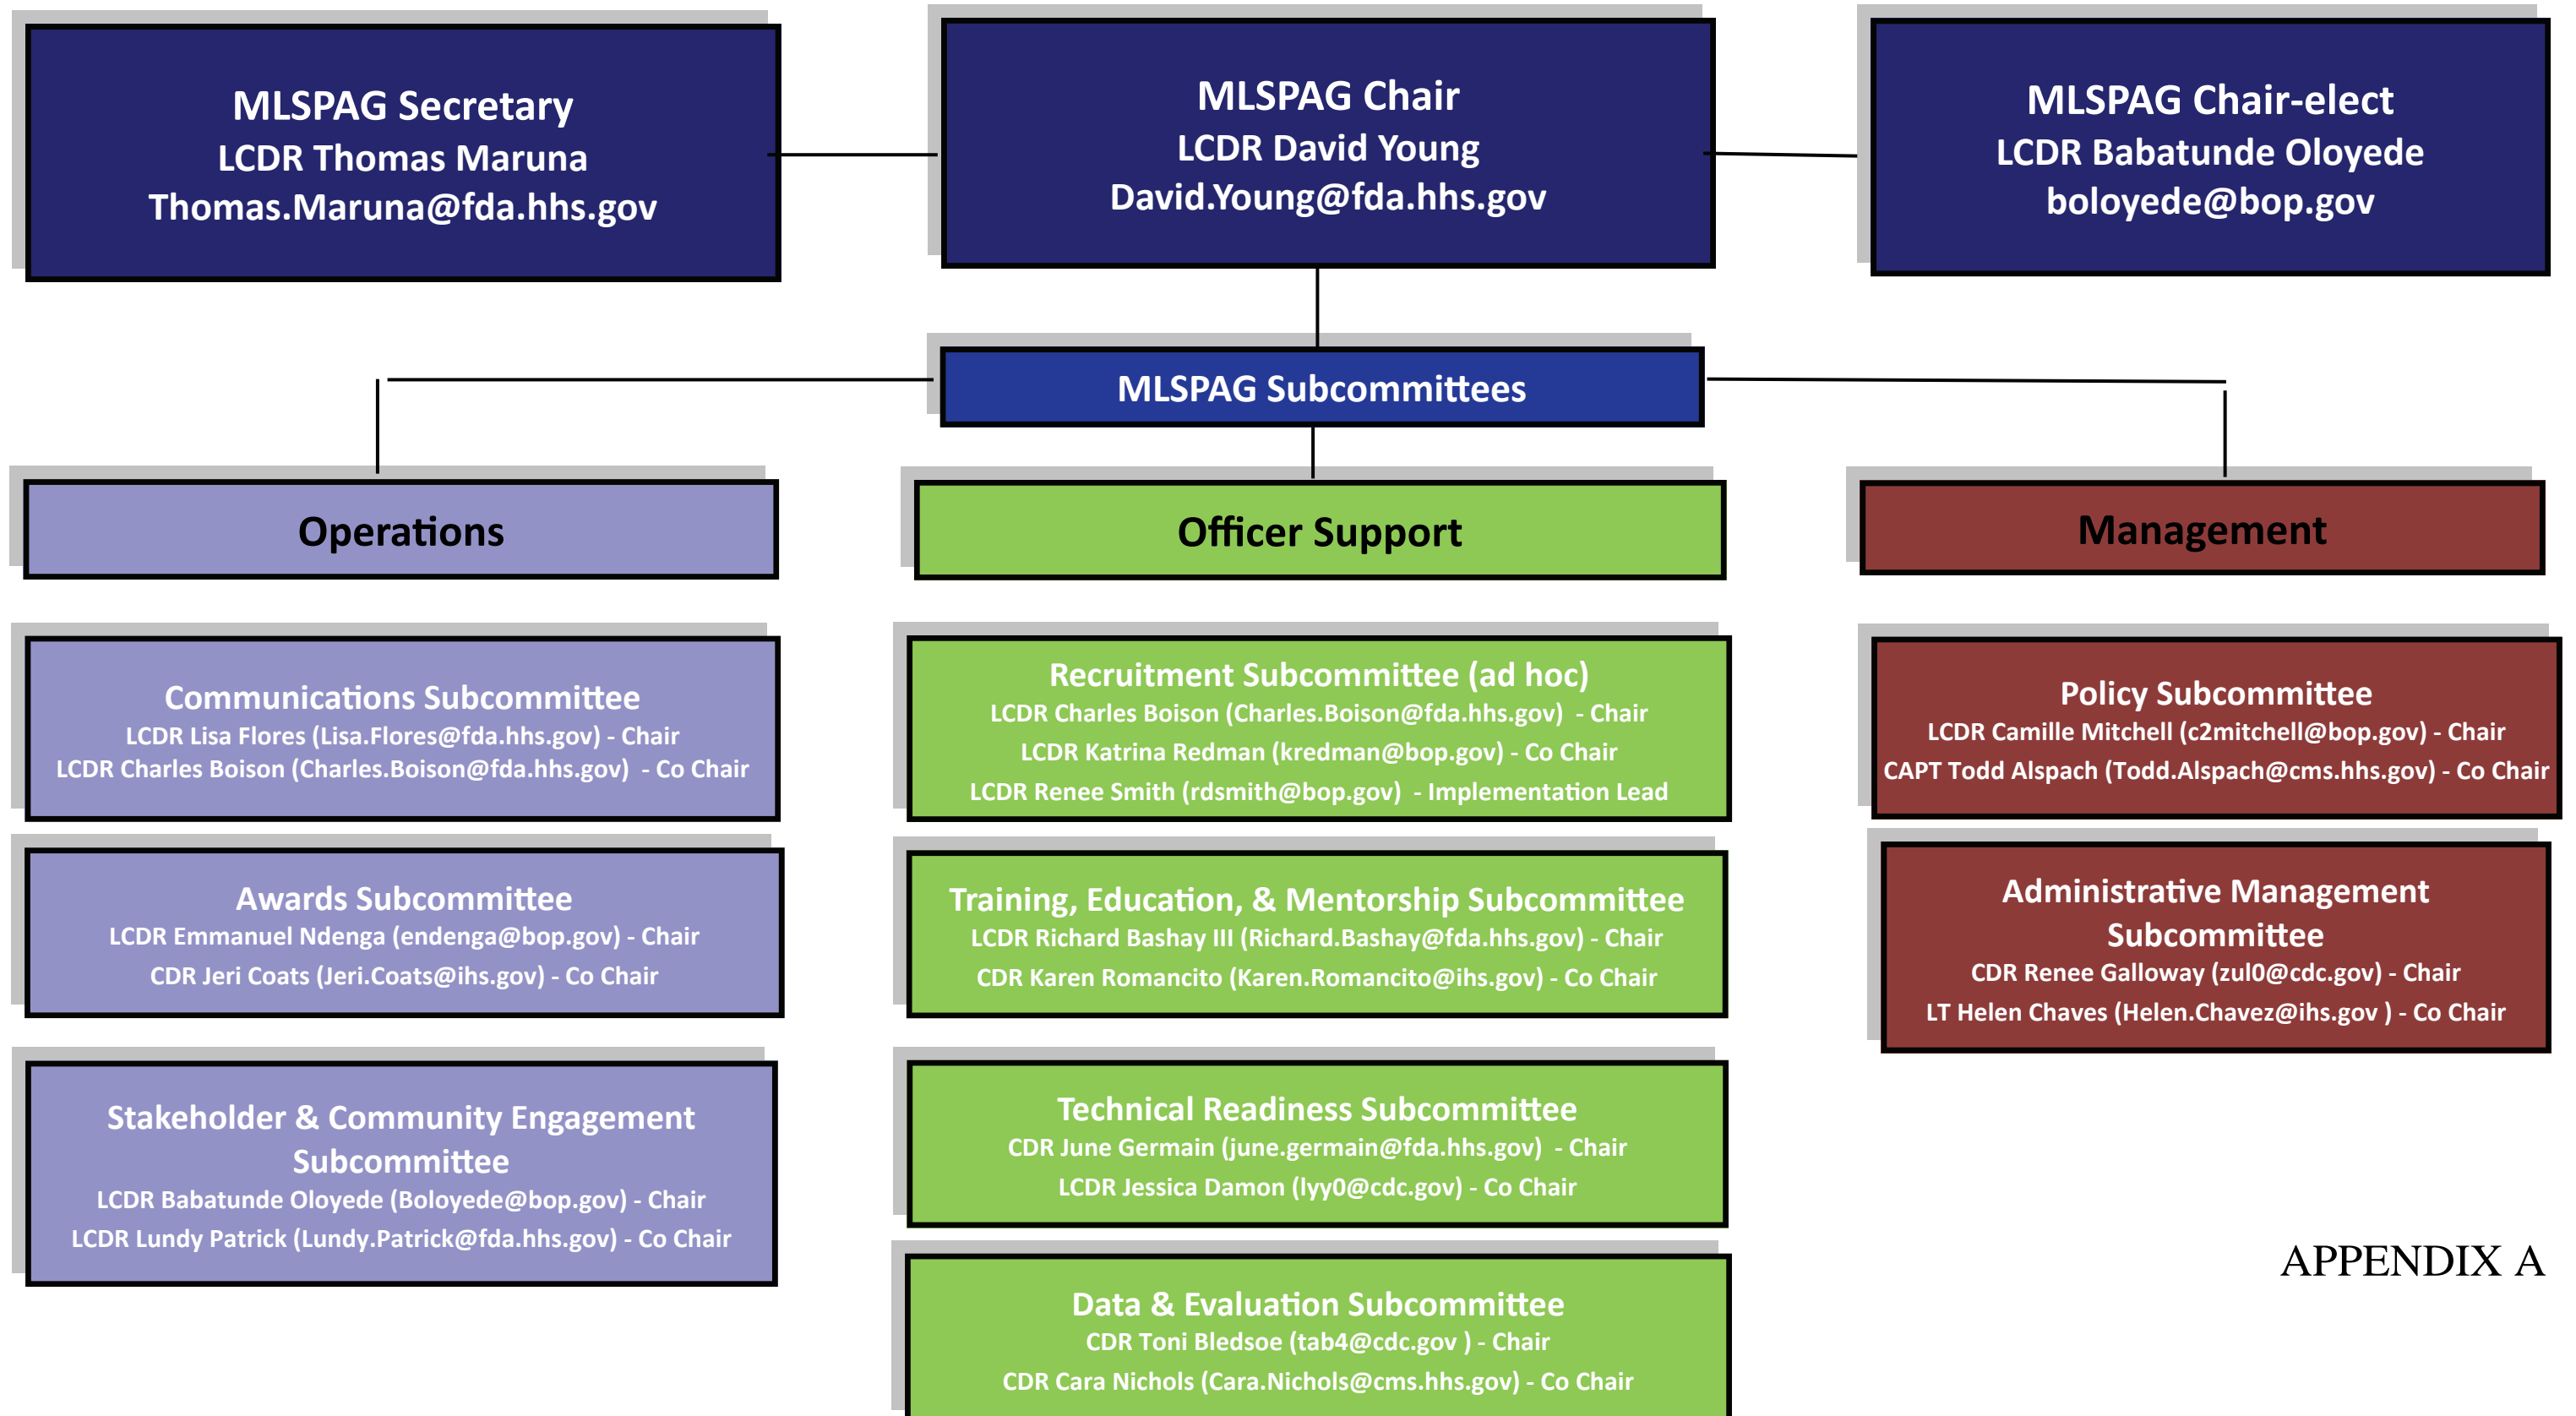 MLSPAG Secretary
LCDR Thomas Maruna
Thomas.Maruna@fda.hhs.gov
MLSPAG Chair
LCDR David Young
David.Young@fda.hhs.gov
MLSPAG Chair-elect
LCDR Babatunde Oloyede
boloyede@bop.gov
MLSPAG Subcommittees
Operations
Officer Support
Management
Communications Subcommittee
LCDR Lisa Flores (Lisa.Flores@fda.hhs.gov) - Chair
LCDR Charles Boison (Charles.Boison@fda.hhs.gov)  - Co Chair
Awards Subcommittee
LCDR Emmanuel Ndenga (endenga@bop.gov) - Chair
CDR Jeri Coats (Jeri.Coats@ihs.gov) - Co Chair
Stakeholder & Community Engagement
Subcommittee
LCDR Babatunde Oloyede (Boloyede@bop.gov) - Chair
LCDR Lundy Patrick (Lundy.Patrick@fda.hhs.gov) - Co Chair
Recruitment Subcommittee (ad hoc)
LCDR Charles Boison (Charles.Boison@fda.hhs.gov)  - Chair
LCDR Katrina Redman (kredman@bop.gov) - Co Chair
LCDR Renee Smith (rdsmith@bop.gov)  - Implementation Lead
Training, Education, & Mentorship Subcommittee
LCDR Richard Bashay III (Richard.Bashay@fda.hhs.gov) - Chair
CDR Karen Romancito (Karen.Romancito@ihs.gov) - Co Chair
Technical Readiness Subcommittee
CDR June Germain (june.germain@fda.hhs.gov)  - Chair
LCDR Jessica Damon (lyy0@cdc.gov) - Co Chair
Data & Evaluation Subcommittee
CDR Toni Bledsoe (tab4@cdc.gov ) - Chair
CDR Cara Nichols (Cara.Nichols@cms.hhs.gov) - Co Chair
Policy Subcommittee
LCDR Camille Mitchell (c2mitchell@bop.gov) - Chair
CAPT Todd Alspach (Todd.Alspach@cms.hhs.gov) - Co Chair
Administrative Management
Subcommittee
CDR Renee Galloway (zul0@cdc.gov) - Chair
LT Helen Chaves (Helen.Chavez@ihs.gov ) - Co Chair
APPENDIX A